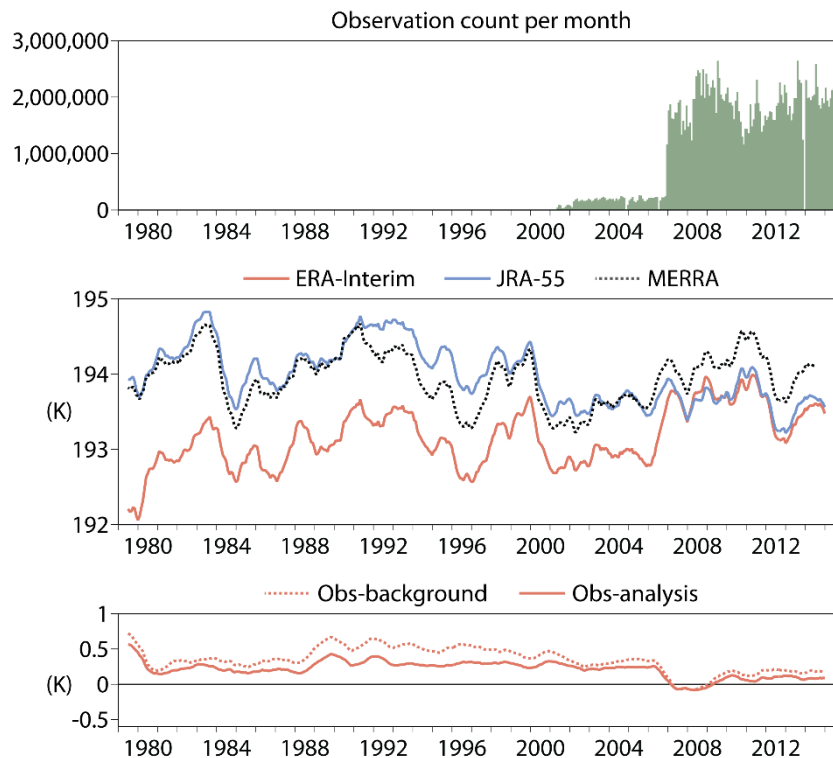 Observation count per month
3,000,000
2,000,000
1,000,000
0
1980 1984 1988 1992 1996 2000 2004 2008 2012
ERA-Interim JRA-55 MERRA
195
194
(K)
193
192
1980 1984 1988 1992 1996 2000 2004 2008 2012
Obs-background Obs-analysis
1
0.5
(K) 0
-0.5
1980 1984 1988 1992 1996 2000 2004 2008 2012